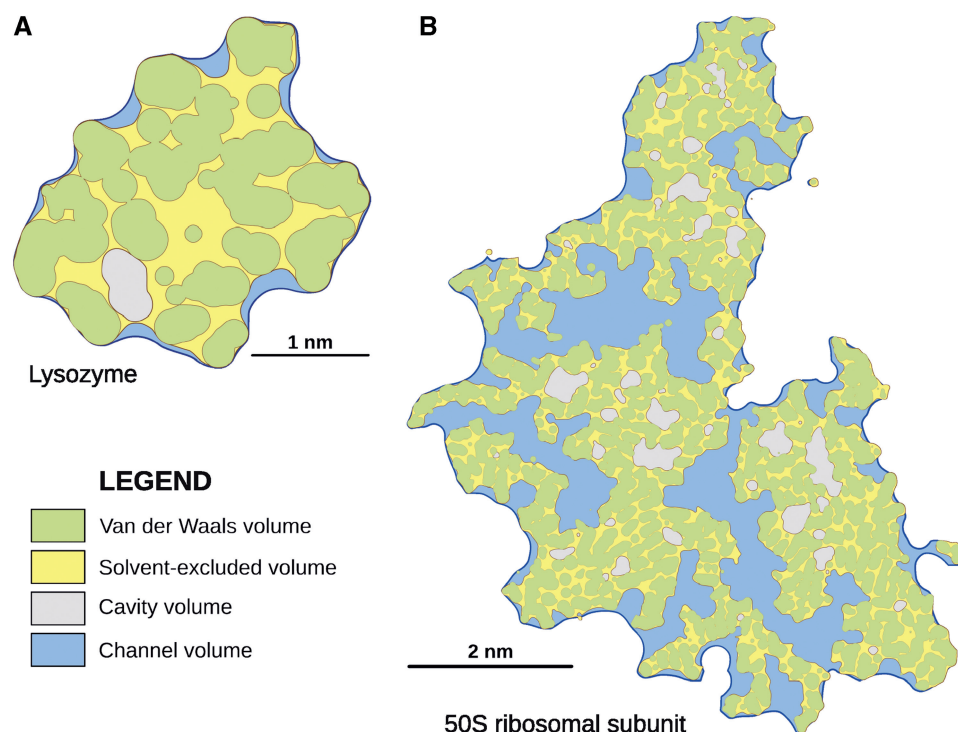 A
B
1 nm
Lysozyme
LEGEND
Van der Waals volume
Solvent-excluded volume
Cavity volume
Channel volume
2 nm
50S ribosomal subunit